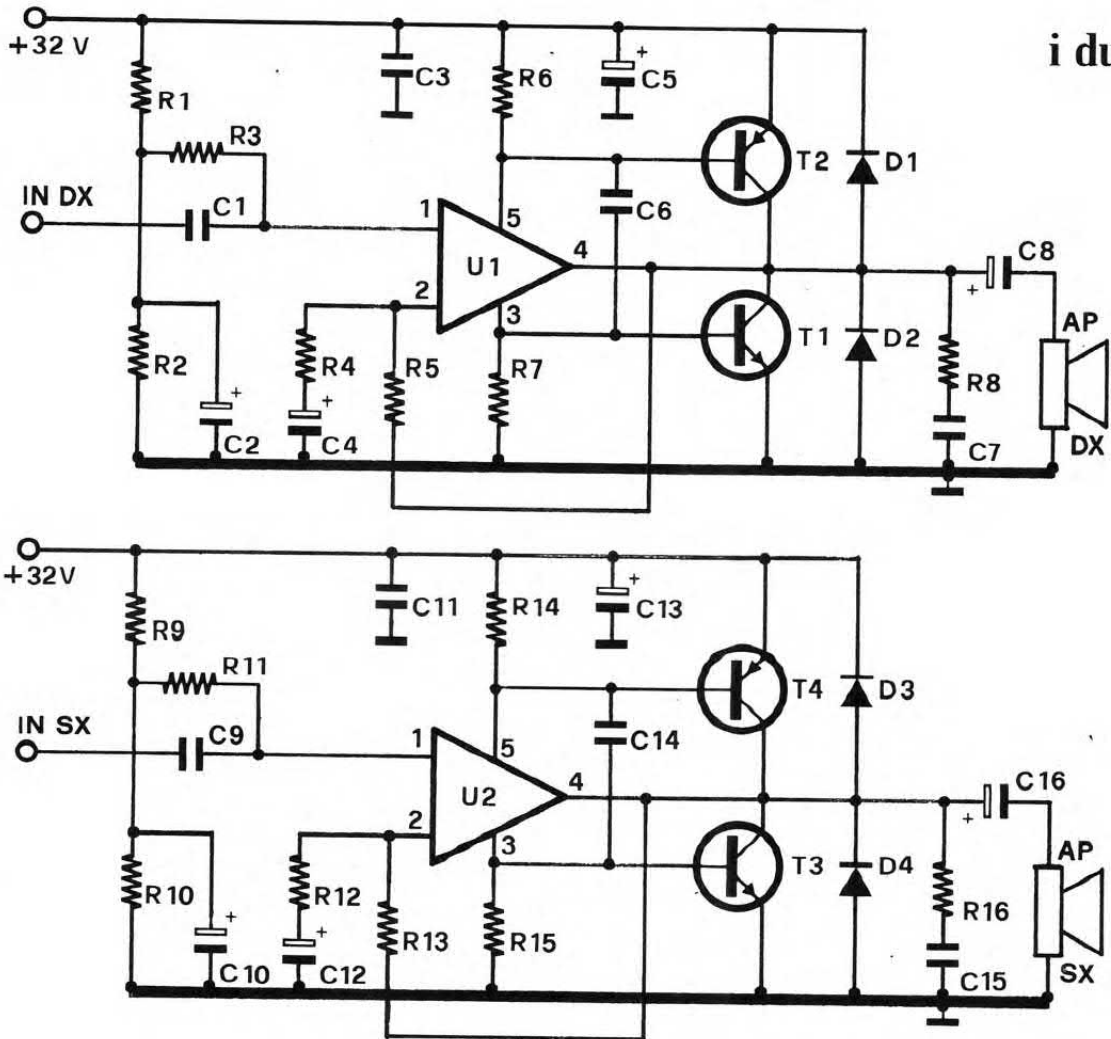 +32 V
i du
R1
C3
R6
+
C5
R3
T2
D1
IN DX
C1
1
5
C6
U1
4
C8
2
3
+
AP
R2
R4
R5
R7
T1
D2
R8
+
C2
+
C4
C7
DX
+32V
R9
C11
R14
+
C13
R11
T4
D3
IN SX
C9
1
5
C14
U2
4
C16
2
3
+
AP
R10
R12
R13
R15
T3
D4
R16
+
C10
+
C12
C15
SX